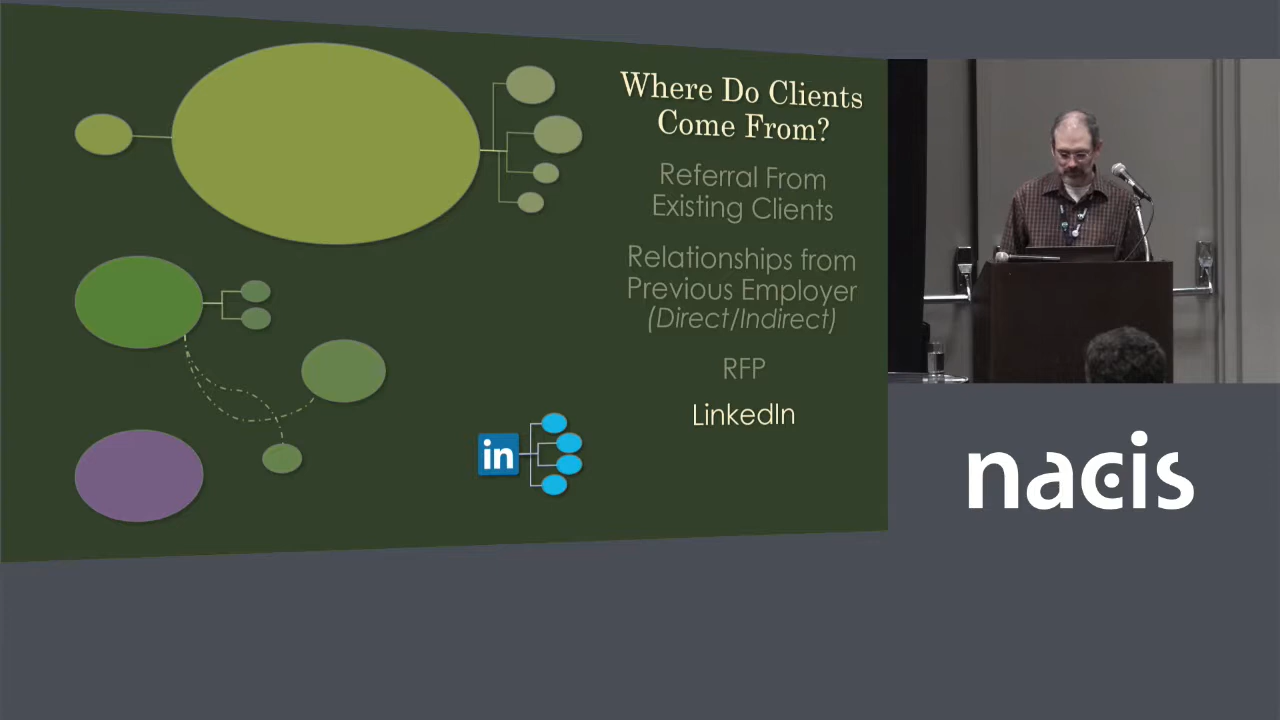 Where Do Clients
Come From?
Referral From
Existing Clients
Relationships from
Previous Employer
(Direct/Indirect)
RFP
LinkedIn
in
nacis